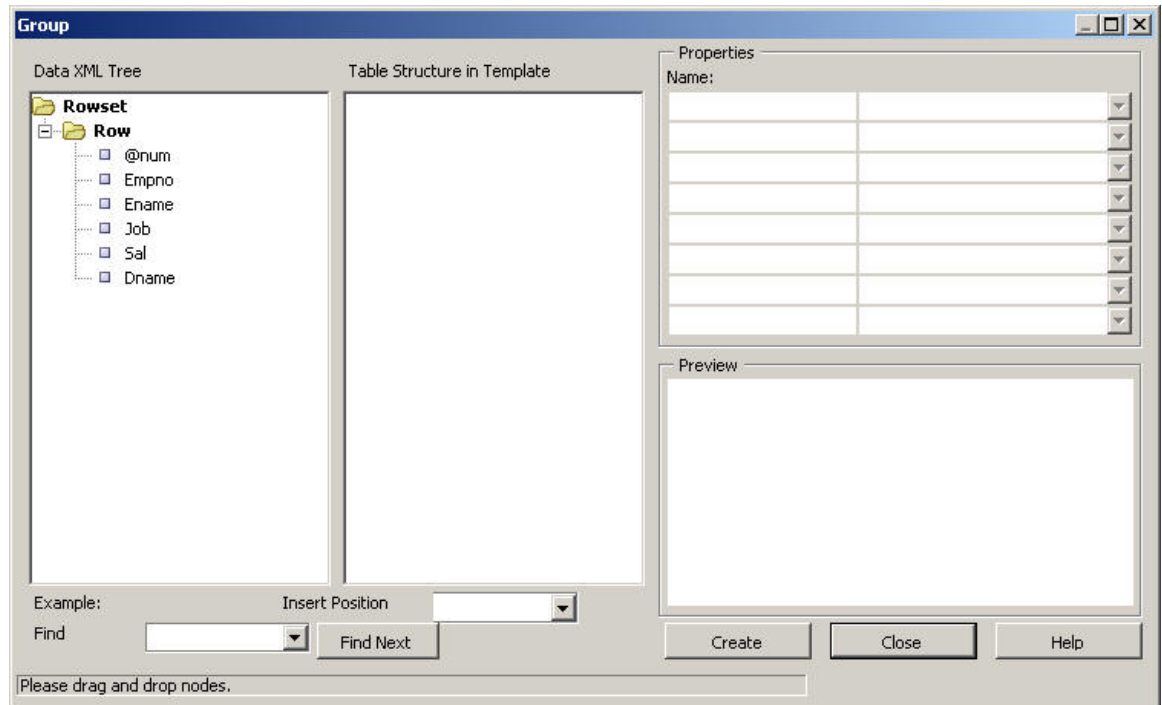 Group
Data XML Tree
Rowset
Row
@num
Empno
Ename
Job
Sal
Dname
Table Structure in Template
Properties
Name:
Preview
Example:
Insert Position
Find
Find Next
Create
Close
Help
Please drag and drop nodes.